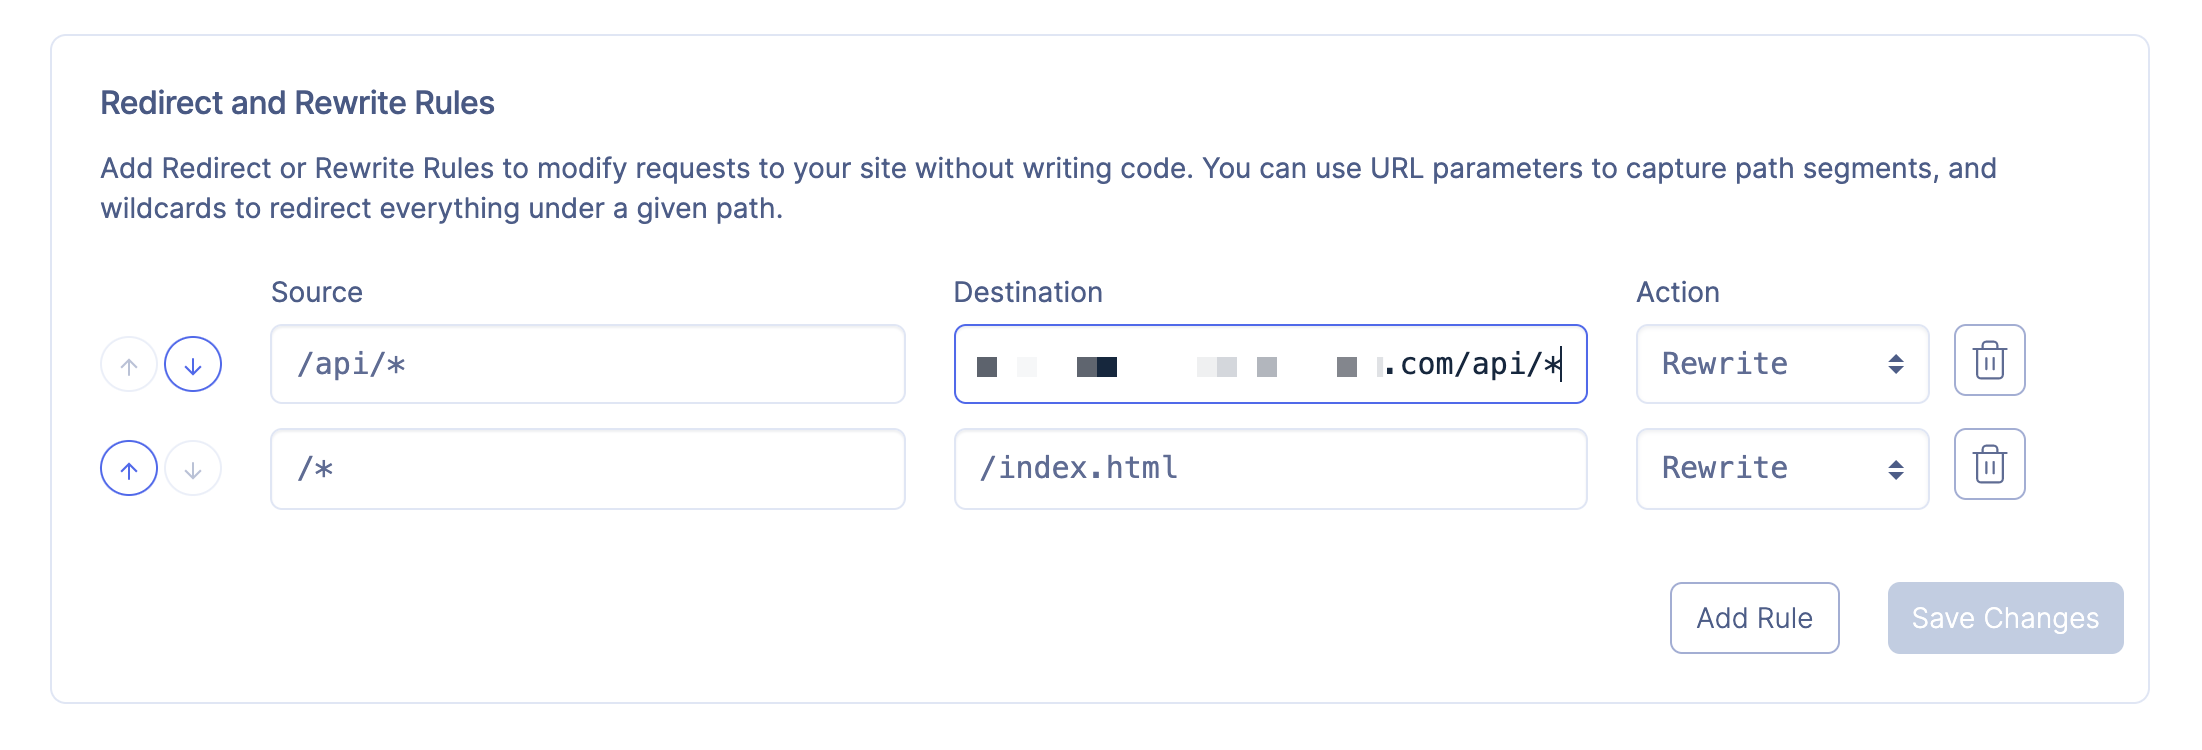 Redirect and Rewrite Rules
Add Redirect or Rewrite Rules to modify requests to your site without writing code. You can use URL parameters to capture path segments, and
wildcards to redirect everything under a given path.
Source Destination Action
/api/* .com/api/* Rewrite
/* /index.html Rewrite
Add Rule Save Changes